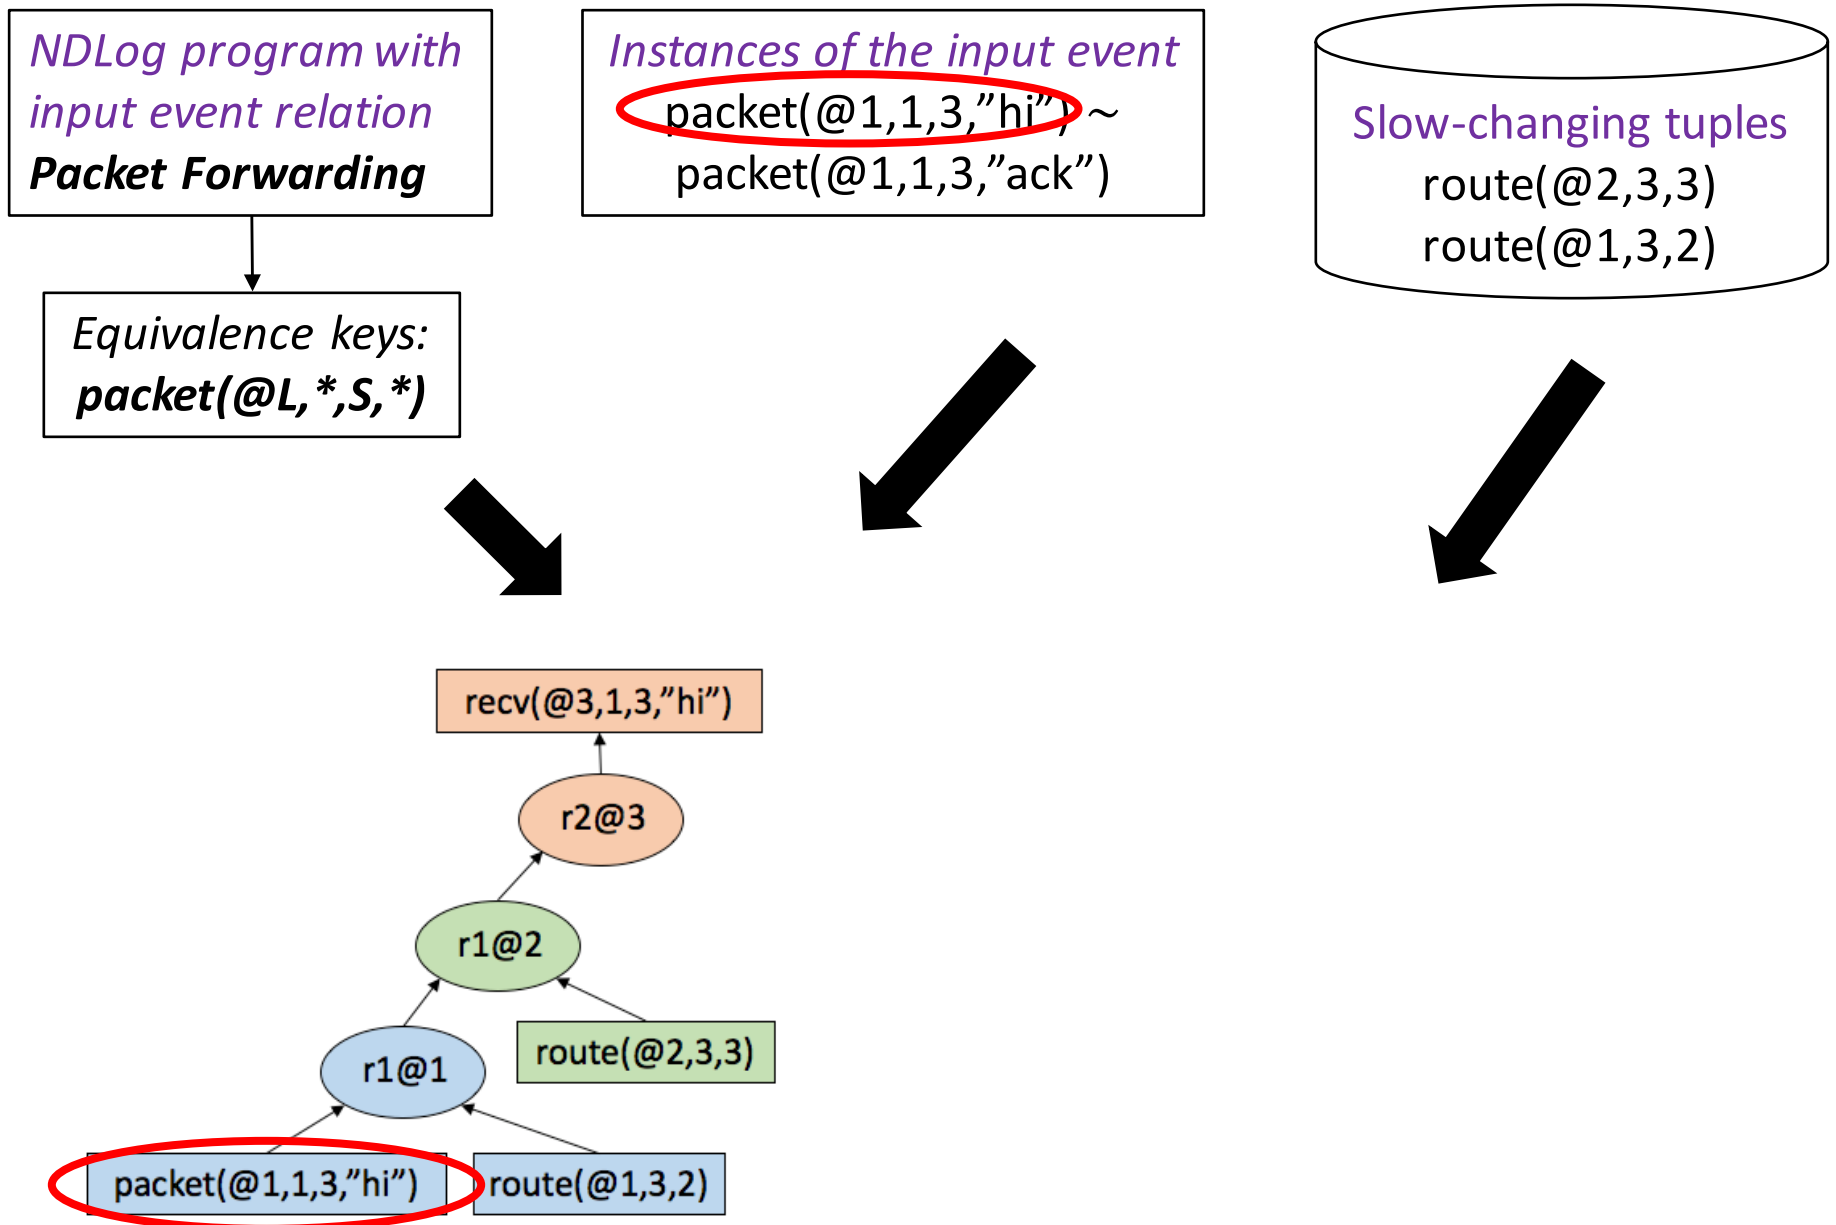 NDLog program with
input event relation
Packet Forwarding
Equivalence keys:
packet(@L,*,S,*)
Instances of the input event
packet(@1,1,3,”hi”) ~
packet(@1,1,3,”ack”)
Slow-changing tuples
route(@2,3,3)
route(@1,3,2)
recv(@3,1,3,”hi”)
r2@3
r1@2
route(@2,3,3)
r1@1
packet(@1,1,3,”hi”)
route(@1,3,2)